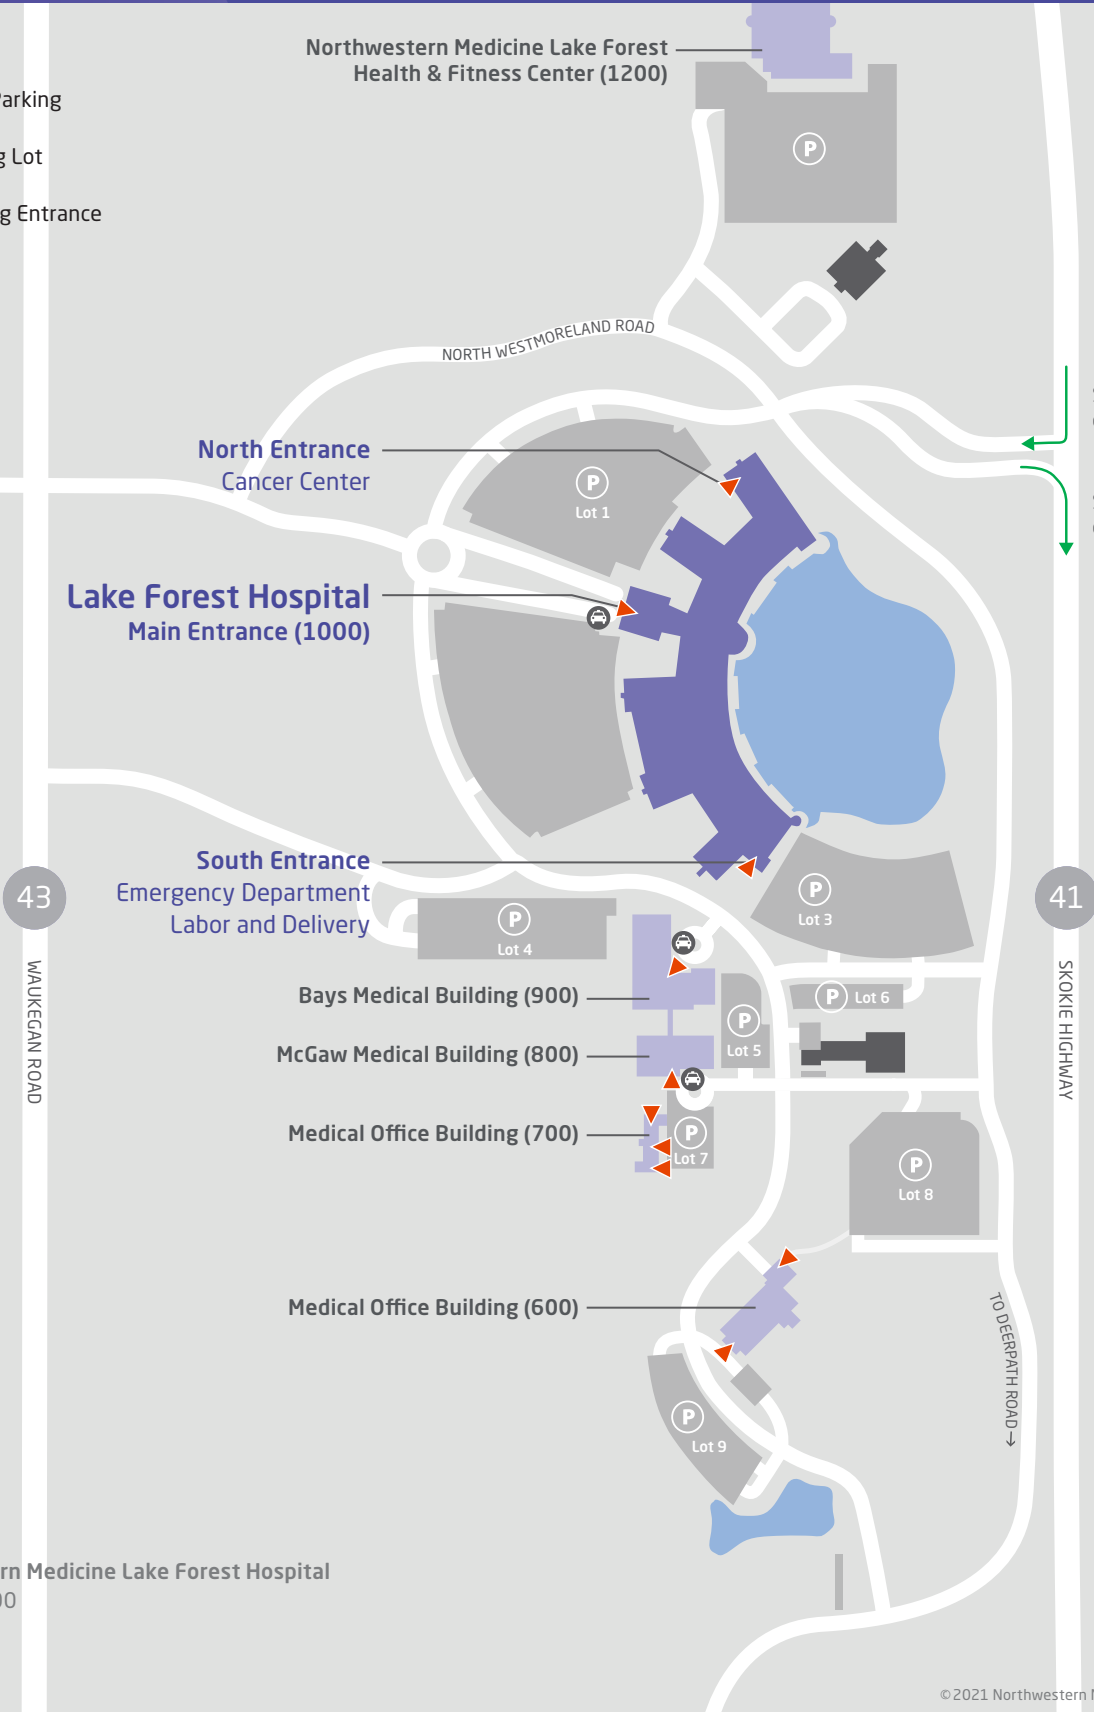 Northwestern Medicine Lake Forest
Health & Fitness Center (1200)
Parking
g Lot
g Entrance
P
NORTH WESTMORELAND ROAD
North Entrance
Cancer Center
P
Lot 1
Lake Forest Hospital
Main Entrance (1000)
South Entrance
Emergency Department
Labor and Delivery
43
WAUKEGAN ROAD
41
SKOKIE HIGHWAY
P
Lot 3
P
Lot 4
Bays Medical Building (900)
P Lot 6
P
Lot 5
McGaw Medical Building (800)
Medical Office Building (700)
P
Lot 7
P
Lot 8
Medical Office Building (600)
TO DEERPATH ROAD →
P
Lot 9
rn Medicine Lake Forest Hospital
00
©2021 Northwestern